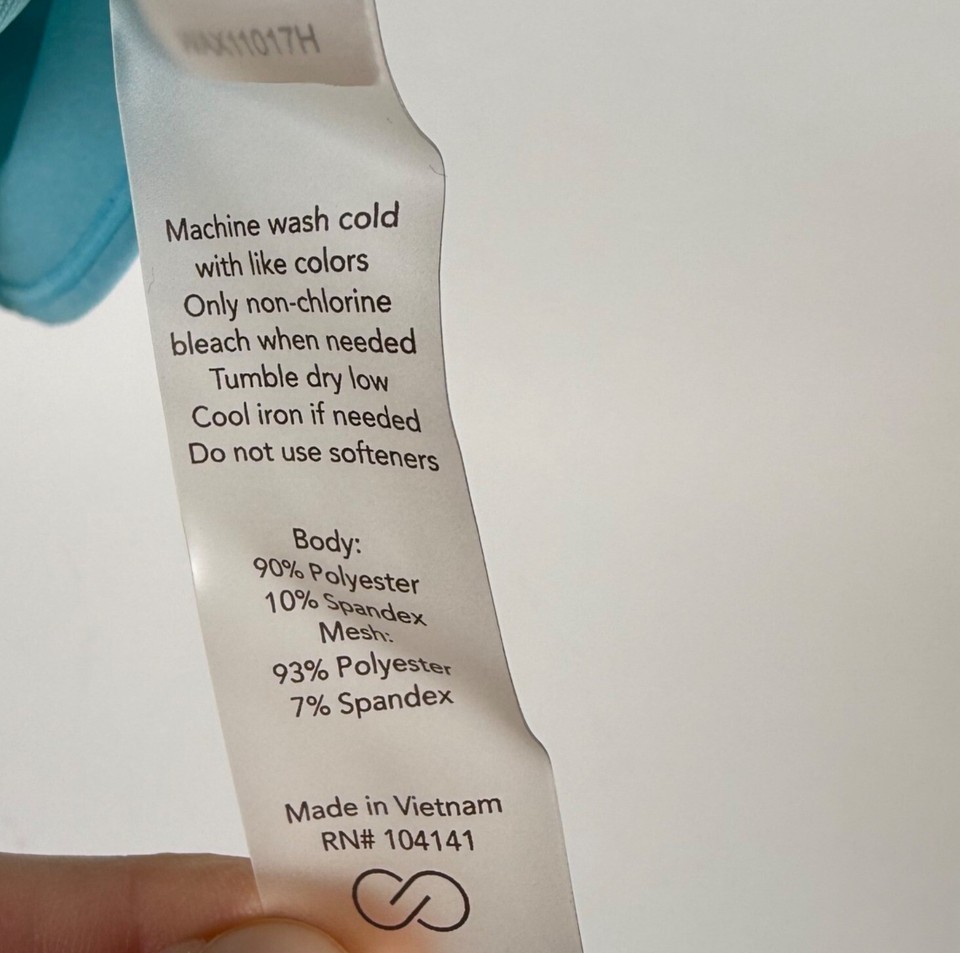 Machine wash cold
with like colors
Only non-chlorine
bleach when needed
Tumble dry low
Cool iron if needed
Do not use softeners
Body:
90% Polyester
10% Spandex
Mesh:
93% Polyester
7% Spandex
Made in Vietnam
RN# 104141